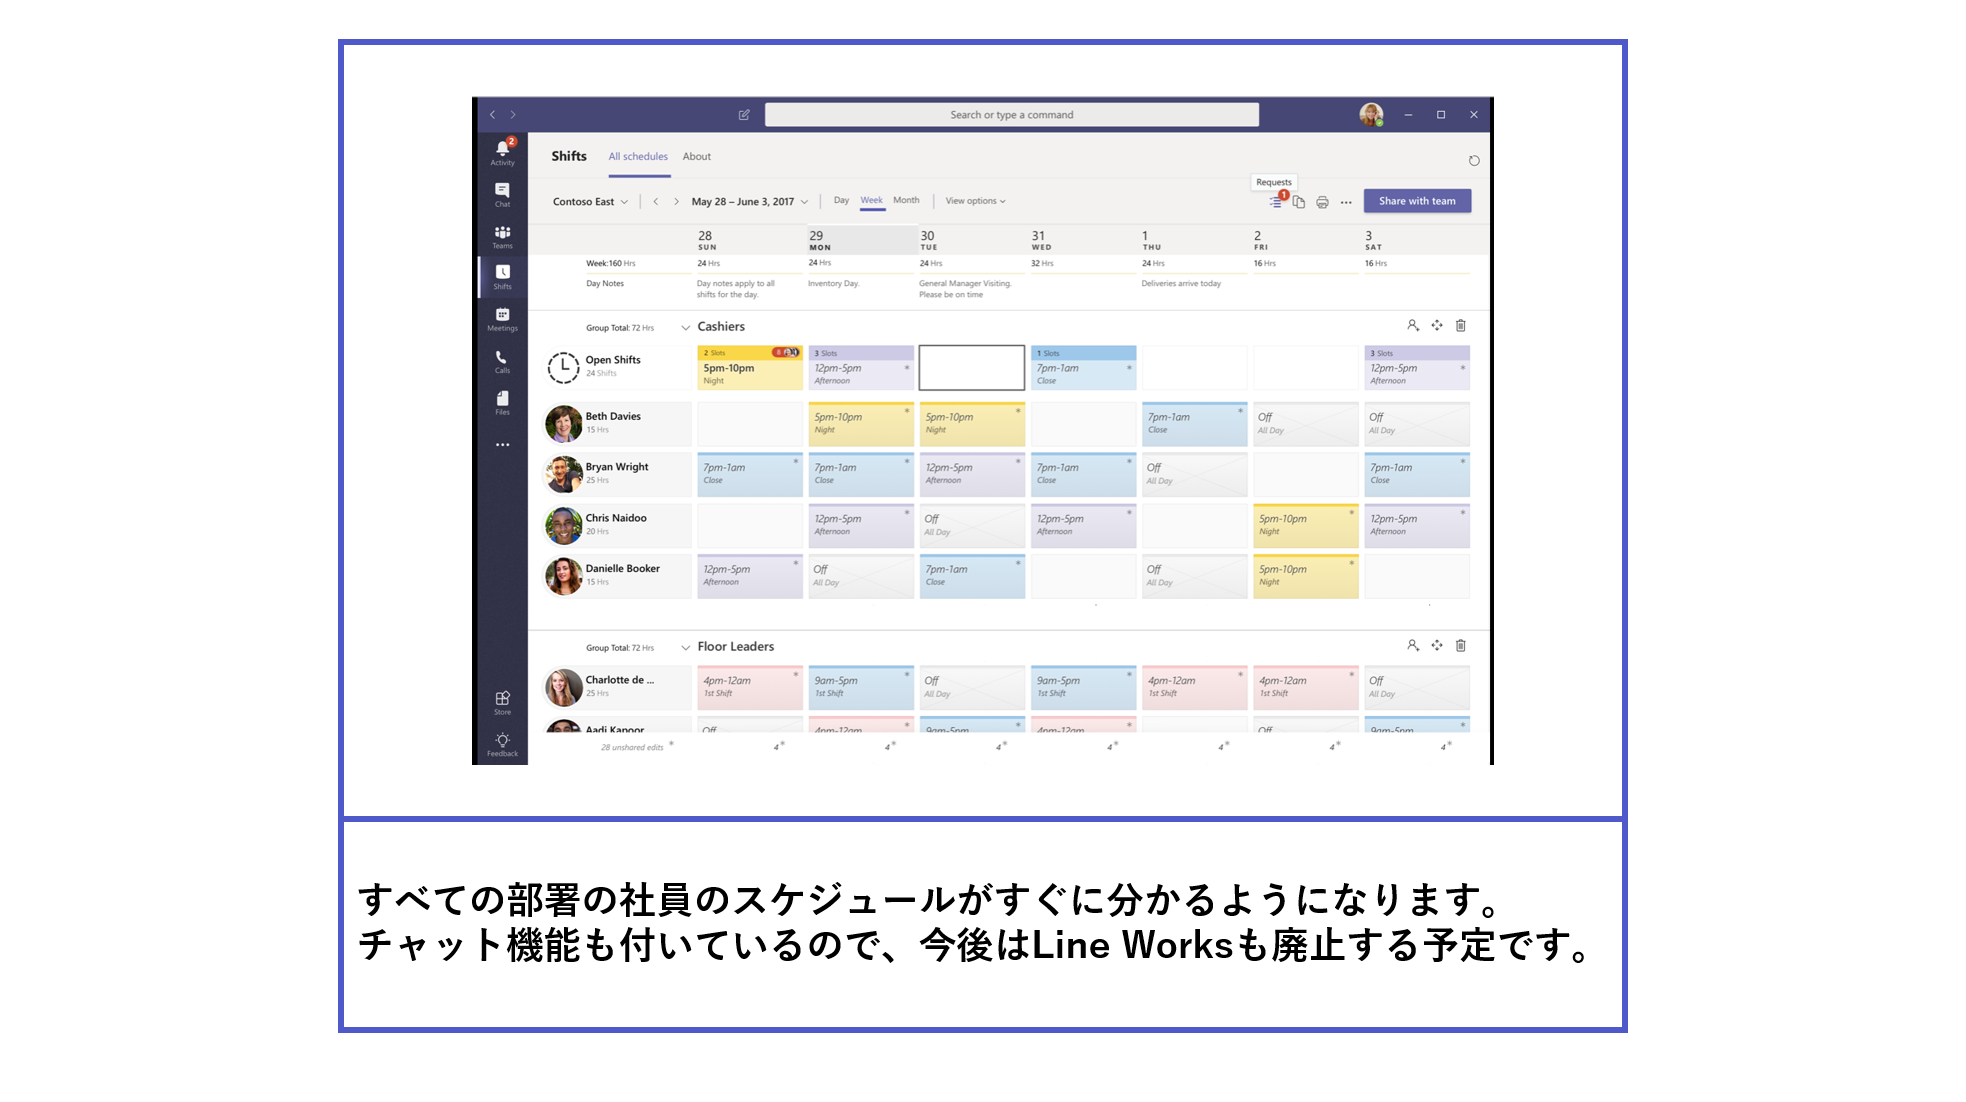 Search or type a command
2
Activity
Chat
Teams
Shifts
Meetings
Calls
Files
Store
Feedback
Shifts All schedules About
Requests
1
Contoso East May 28 – June 3, 2017 Day Week Month View options Share with team
28 29 30 31 1 2 3
SUN MON TUE WED THU FRI SAT
Week:160 Hrs 24 Hrs 24 Hrs 24 Hrs 32 Hrs 24 Hrs 16 Hrs 16 Hrs
Day Notes Day notes apply to all Inventory Day. General Manager Visiting. Deliveries arrive today
shifts for the day. Please be on time
Group Total: 72 Hrs Cashiers
2 Slots 3 Slots 1 Slots 3 Slots
Open Shifts 5pm-10pm 12pm-5pm * 7pm-1am * 12pm-5pm *
24 Shifts Night Afternoon Close Afternoon
Beth Davies 5pm-10pm * 5pm-10pm * 7pm-1am * Off Off
15 Hrs Night Night Close All Day All Day
Bryan Wright 7pm-1am * 7pm-1am * 12pm-5pm * 7pm-1am * Off 7pm-1am *
25 Hrs Close Close Afternoon Close All Day Close
Chris Naidoo 12pm-5pm * Off 12pm-5pm * 5pm-10pm * 12pm-5pm *
20 Hrs Afternoon All Day Afternoon Night Afternoon
Danielle Booker 12pm-5pm * Off 7pm-1am * Off 5pm-10pm *
15 Hrs Afternoon All Day Close All Day Night
Group Total: 72 Hrs Floor Leaders
Charlotte de ... 4pm-12am * 9am-5pm * Off 9am-5pm * 4pm-12am * 4pm-12am * Off
25 Hrs 1st Shift 1st Shift All Day 1st Shift 1st Shift 1st Shift All Day
Aadi Kapoor Off 4pm-12am * 9am-5pm * 4pm-12am * Off 9am-5pm *
28 unshared edits * 4* 4* 4* 4* 4* 4* 4*
すべての部署の社員のスケジュールがすぐに分かるようになります。
チャット機能も付いているので、今後はLine Worksも廃止する予定です。